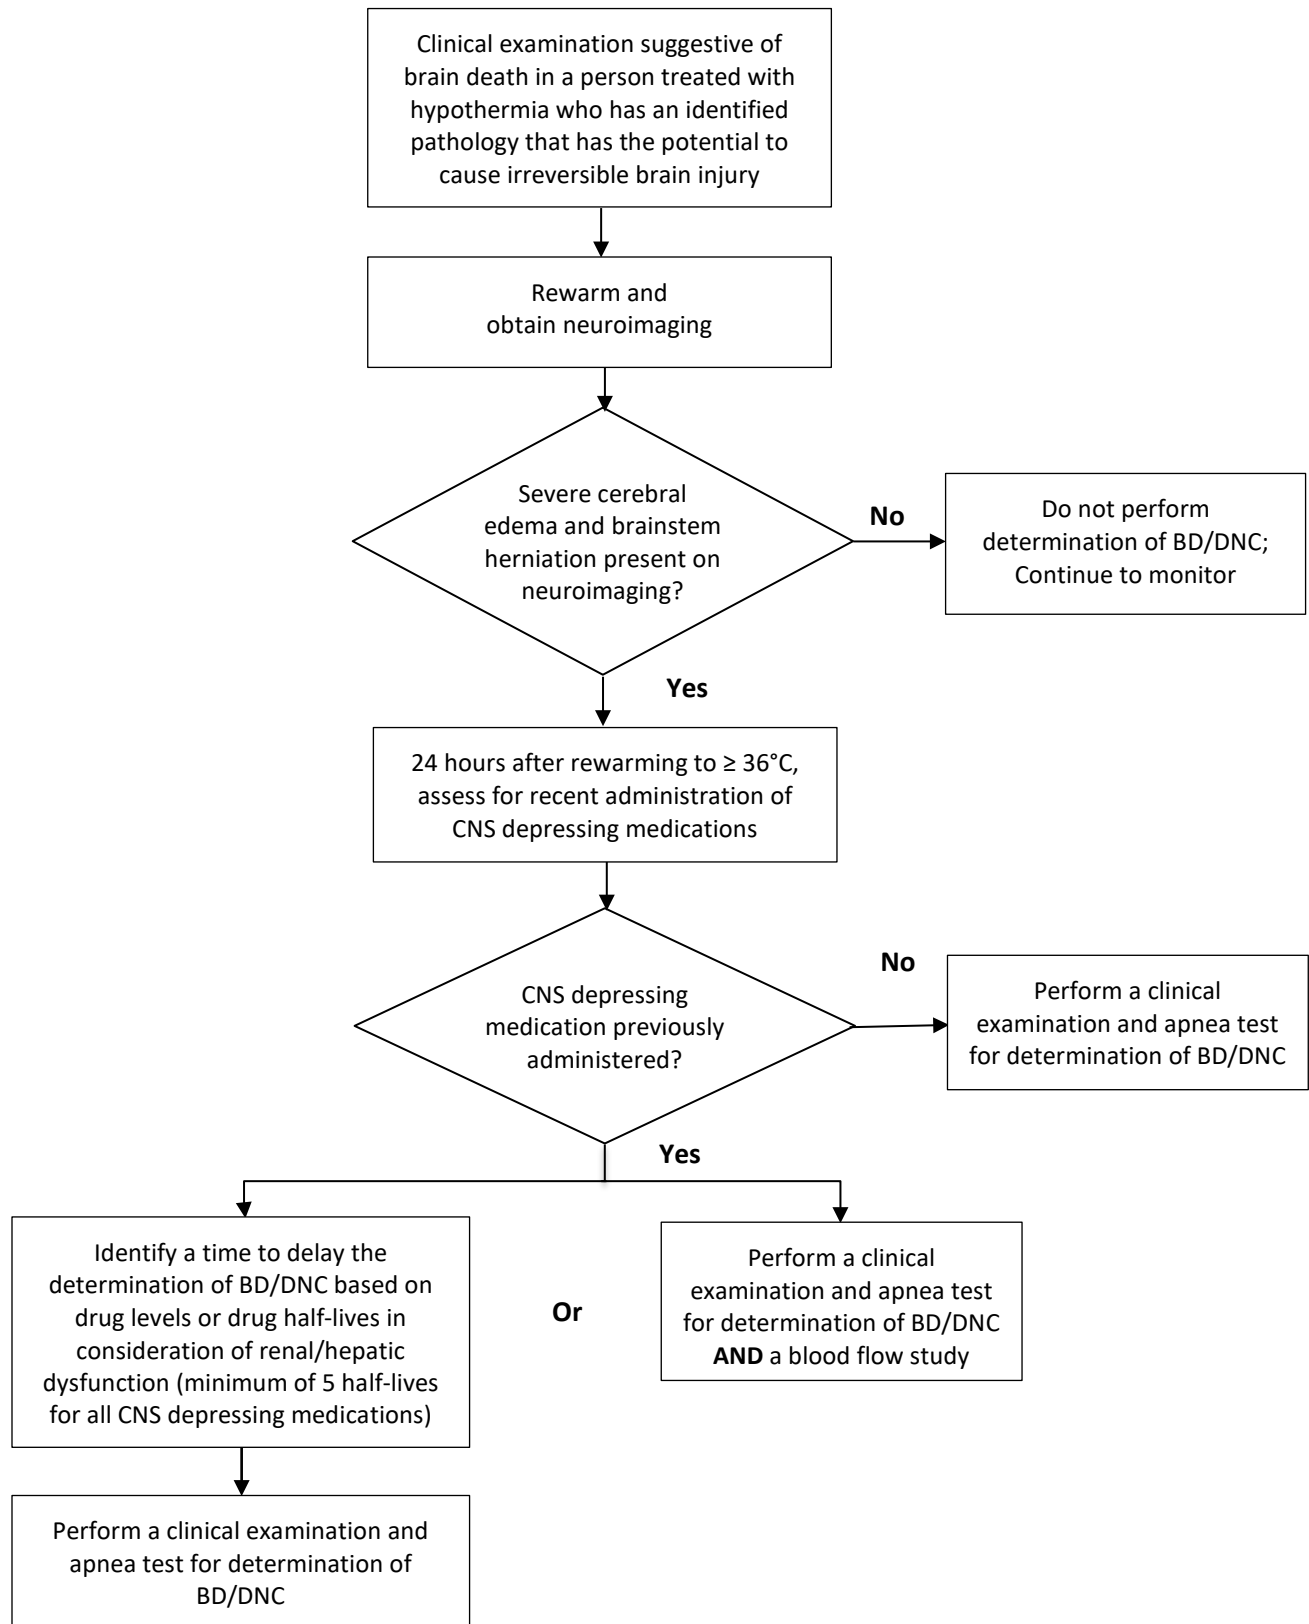 Clinical examination suggestive of
brain death in a person treated with
hypothermia who has an identified
pathology that has the potential to
cause irreversible brain injury
Rewarm and
obtain neuroimaging
Severe cerebral
edema and brainstem
herniation present on
neuroimaging?
No
Do not perform
determination of BD/DNC;
Continue to monitor
Yes
24 hours after rewarming to ≥ 36°C,
assess for recent administration of
CNS depressing medications
CNS depressing
medication previously
administered?
No
Perform a clinical
examination and apnea test
for determination of BD/DNC
Yes
Identify a time to delay the
determination of BD/DNC based on
drug levels or drug half-lives in
consideration of renal/hepatic
dysfunction (minimum of 5 half-lives
for all CNS depressing medications)
Or
Perform a clinical
examination and apnea test
for determination of BD/DNC
AND a blood flow study
Perform a clinical examination and
apnea test for determination of
BD/DNC